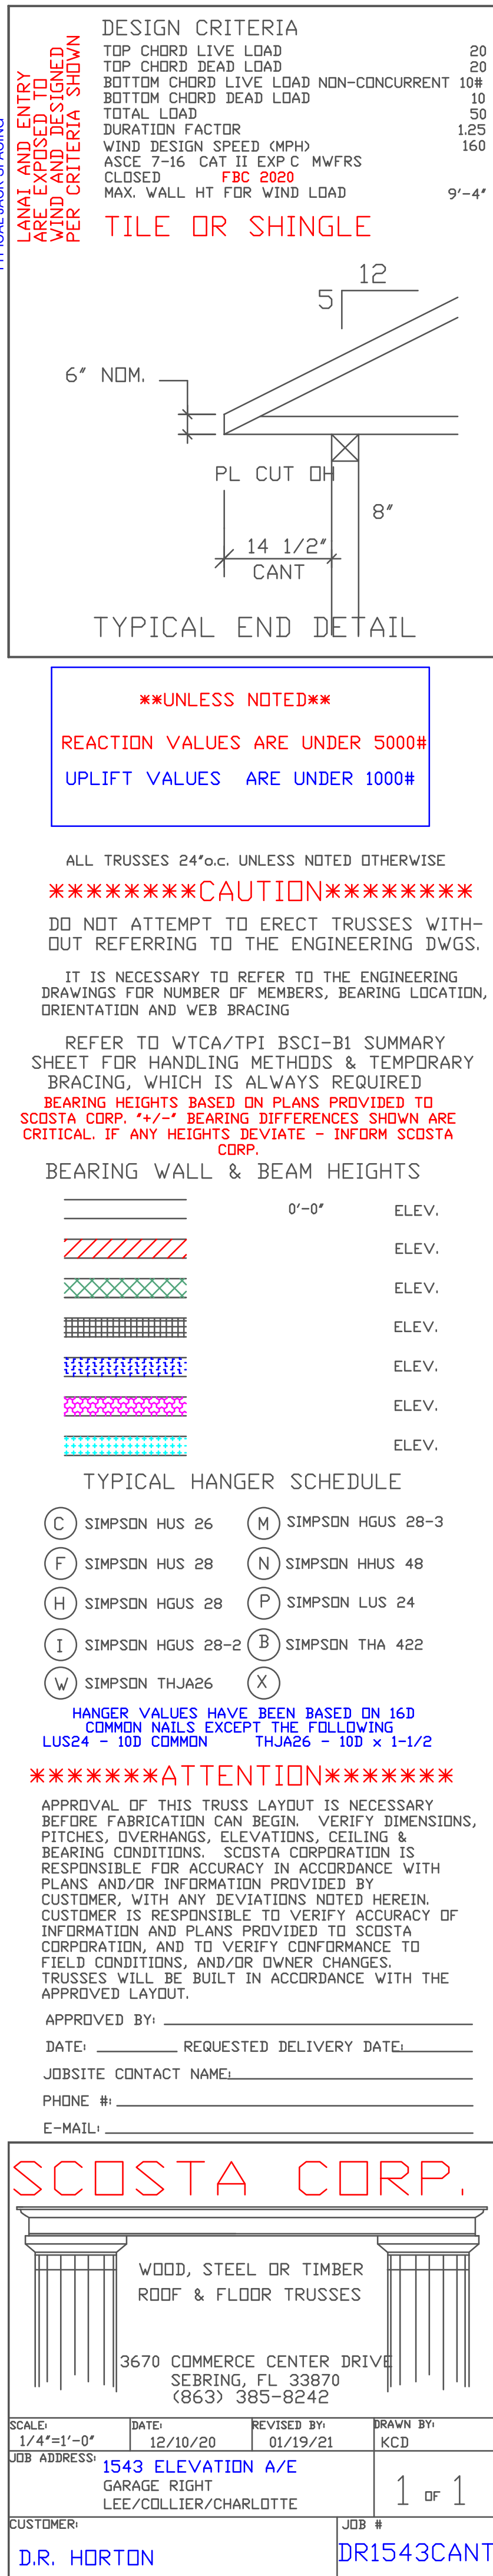 LANAI AND ENTRY
ARE EXPOSED TO
WIND AND DESIGNED
PER CRITERIA SHOWN
DESIGN CRITERIA
TOP CHORD LIVE LOAD 20
TOP CHORD DEAD LOAD 20
BOTTOM CHORD LIVE LOAD NON-CONCURRENT 10#
BOTTOM CHORD DEAD LOAD 10
TOTAL LOAD 50
DURATION FACTOR 1.25
WIND DESIGN SPEED (MPH) 160
ASCE 7-16 CAT II EXP C MWFRS
CLOSED FBC 2020
MAX. WALL HT FOR WIND LOAD 9'-4"
TILE OR SHINGLE
12
5
6" NOM.
PL CUT OH
8"
14 1/2"
CANT
TYPICAL END DETAIL
**UNLESS NOTED**
REACTION VALUES ARE UNDER 5000#
UPLIFT VALUES ARE UNDER 1000#
ALL TRUSSES 24"o.c. UNLESS NOTED OTHERWISE
********CAUTION********
DO NOT ATTEMPT TO ERECT TRUSSES WITH-
OUT REFERRING TO THE ENGINEERING DWGS.
IT IS NECESSARY TO REFER TO THE ENGINEERING
DRAWINGS FOR NUMBER OF MEMBERS, BEARING LOCATION,
ORIENTATION AND WEB BRACING
REFER TO WTCA/TPI BSCI-B1 SUMMARY
SHEET FOR HANDLING METHODS & TEMPORARY
BRACING, WHICH IS ALWAYS REQUIRED
BEARING HEIGHTS BASED ON PLANS PROVIDED TO
SCOSTA CORP. "+/-" BEARING DIFFERENCES SHOWN ARE
CRITICAL. IF ANY HEIGHTS DEVIATE - INFORM SCOSTA
CORP.
BEARING WALL & BEAM HEIGHTS
0'-0" ELEV.
ELEV.
ELEV.
ELEV.
ELEV.
ELEV.
ELEV.
TYPICAL HANGER SCHEDULE
C SIMPSON HUS 26 M SIMPSON HGUS 28-3
F SIMPSON HUS 28 N SIMPSON HHUS 48
H SIMPSON HGUS 28 P SIMPSON LUS 24
I SIMPSON HGUS 28-2 B SIMPSON THA 422
W SIMPSON THJA26 X
HANGER VALUES HAVE BEEN BASED ON 16D
COMMON NAILS EXCEPT THE FOLLOWING
LUS24 - 10D COMMON THJA26 - 10D x 1-1/2
*******ATTENTION*******
APPROVAL OF THIS TRUSS LAYOUT IS NECESSARY
BEFORE FABRICATION CAN BEGIN. VERIFY DIMENSIONS,
PITCHES, OVERHANGS, ELEVATIONS, CEILING &
BEARING CONDITIONS. SCOSTA CORPORATION IS
RESPONSIBLE FOR ACCURACY IN ACCORDANCE WITH
PLANS AND/OR INFORMATION PROVIDED BY
CUSTOMER, WITH ANY DEVIATIONS NOTED HEREIN.
CUSTOMER IS RESPONSIBLE TO VERIFY ACCURACY OF
INFORMATION AND PLANS PROVIDED TO SCOSTA
CORPORATION, AND TO VERIFY CONFORMANCE TO
FIELD CONDITIONS, AND/OR OWNER CHANGES.
TRUSSES WILL BE BUILT IN ACCORDANCE WITH THE
APPROVED LAYOUT.
APPROVED BY:
DATE: REQUESTED DELIVERY DATE:
JOBSITE CONTACT NAME:
PHONE #:
E-MAIL:
SCOSTA CORP.
WOOD, STEEL OR TIMBER
ROOF & FLOOR TRUSSES
3670 COMMERCE CENTER DRIVE
SEBRING, FL 33870
(863) 385-8242
SCALE: DATE: REVISED BY: DRAWN BY:
1/4"=1'-0" 12/10/20 01/19/21 KCD
JOB ADDRESS: 1543 ELEVATION A/E
GARAGE RIGHT
LEE/COLLIER/CHARLOTTE
1 OF 1
CUSTOMER: JOB #
D.R. HORTON DR1543CANT